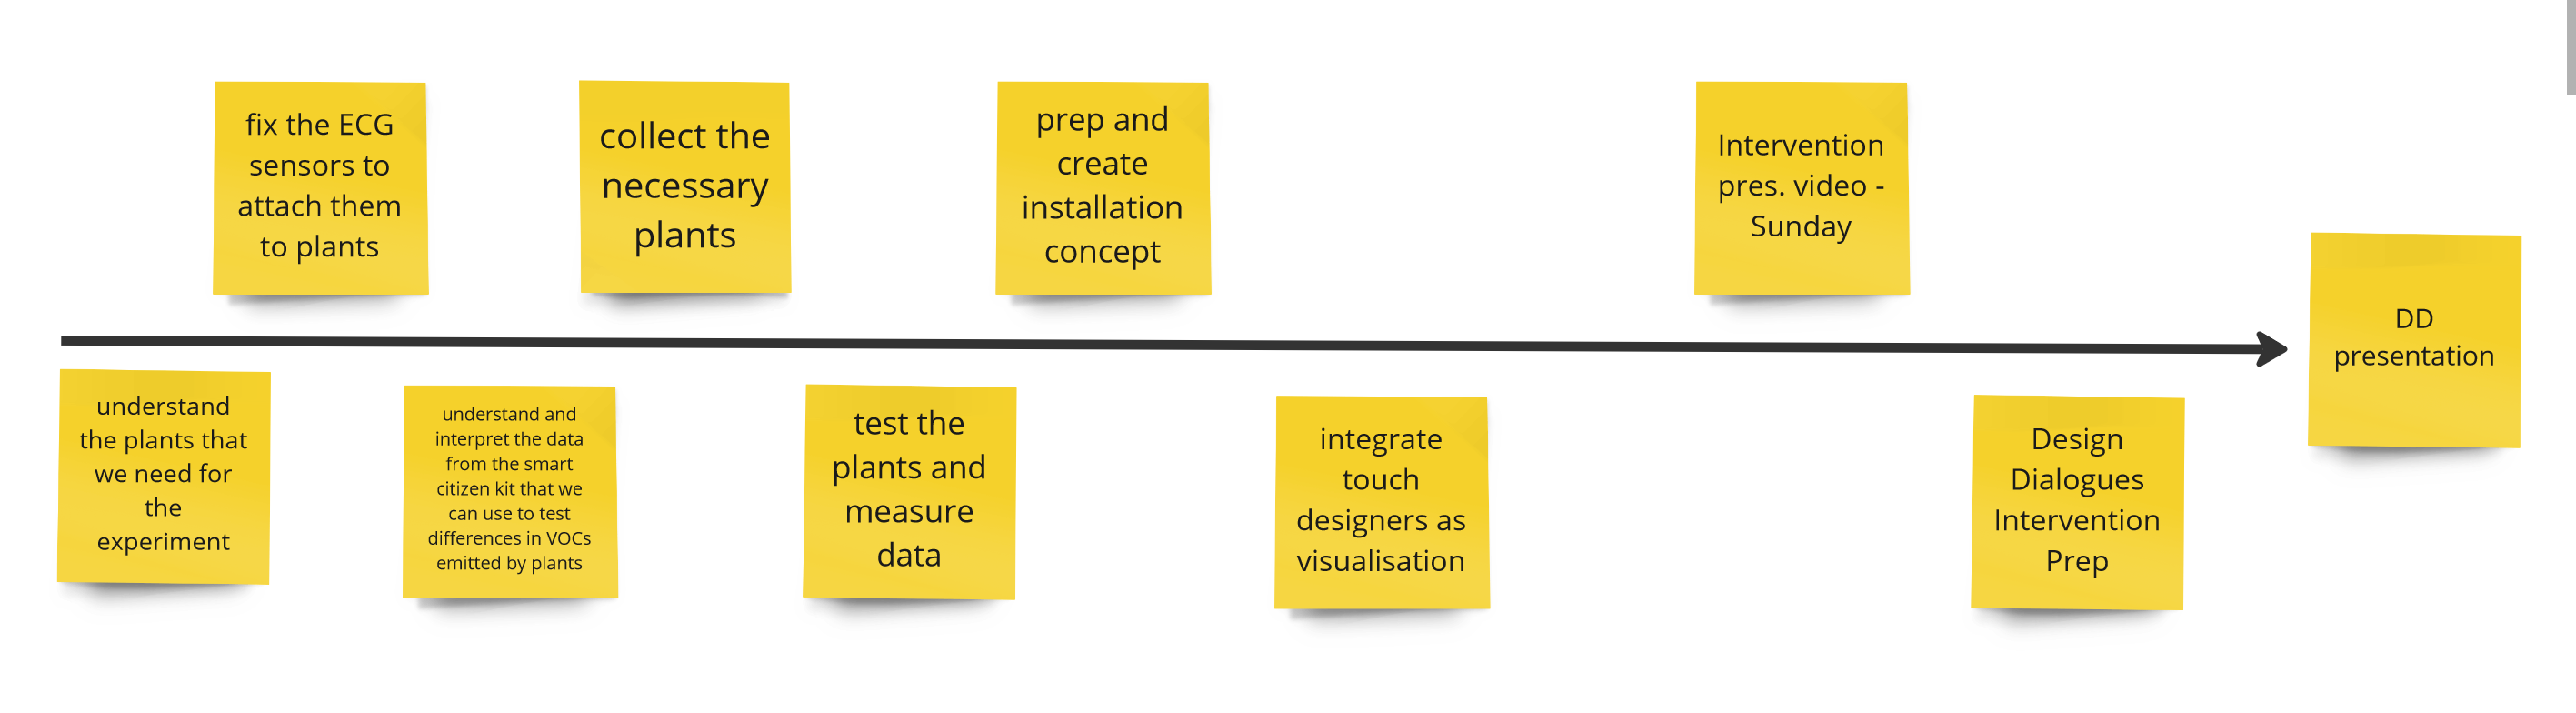 fix the ECG
sensors to
attach them
to plants
collect the
necessary
plants
prep and
create
installation
concept
Intervention
pres. video -
Sunday
DD
presentation
understand
the plants that
we need for
the
experiment
understand and
interpret the data
from the smart
citizen kit that we
can use to test
differences in VOCs
emitted by plants
test the
plants and
measure
data
integrate
touch
designers as
visualisation
Design
Dialogues
Intervention
Prep